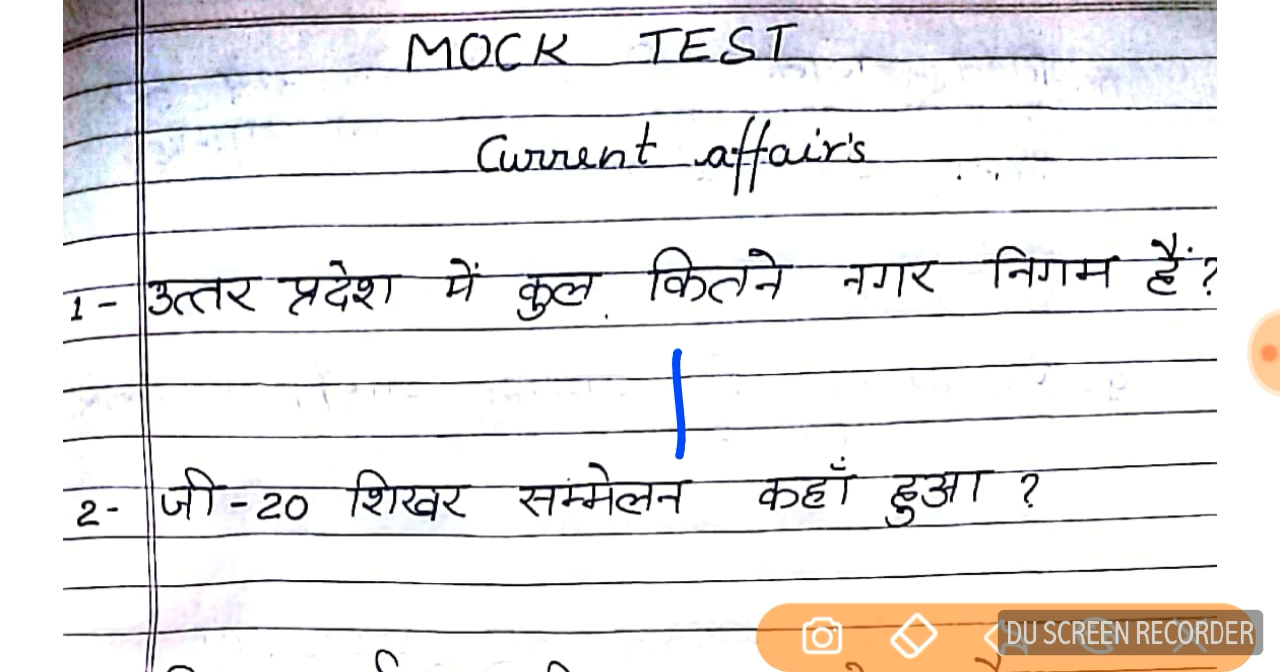 MOCK TEST
Current affair's
1- उत्तर प्रदेश में कुल कितने नगर निगम हैं?
2- जी-20 शिखर सम्मेलन कहाँ हुआ ?
DU SCREEN RECORDER